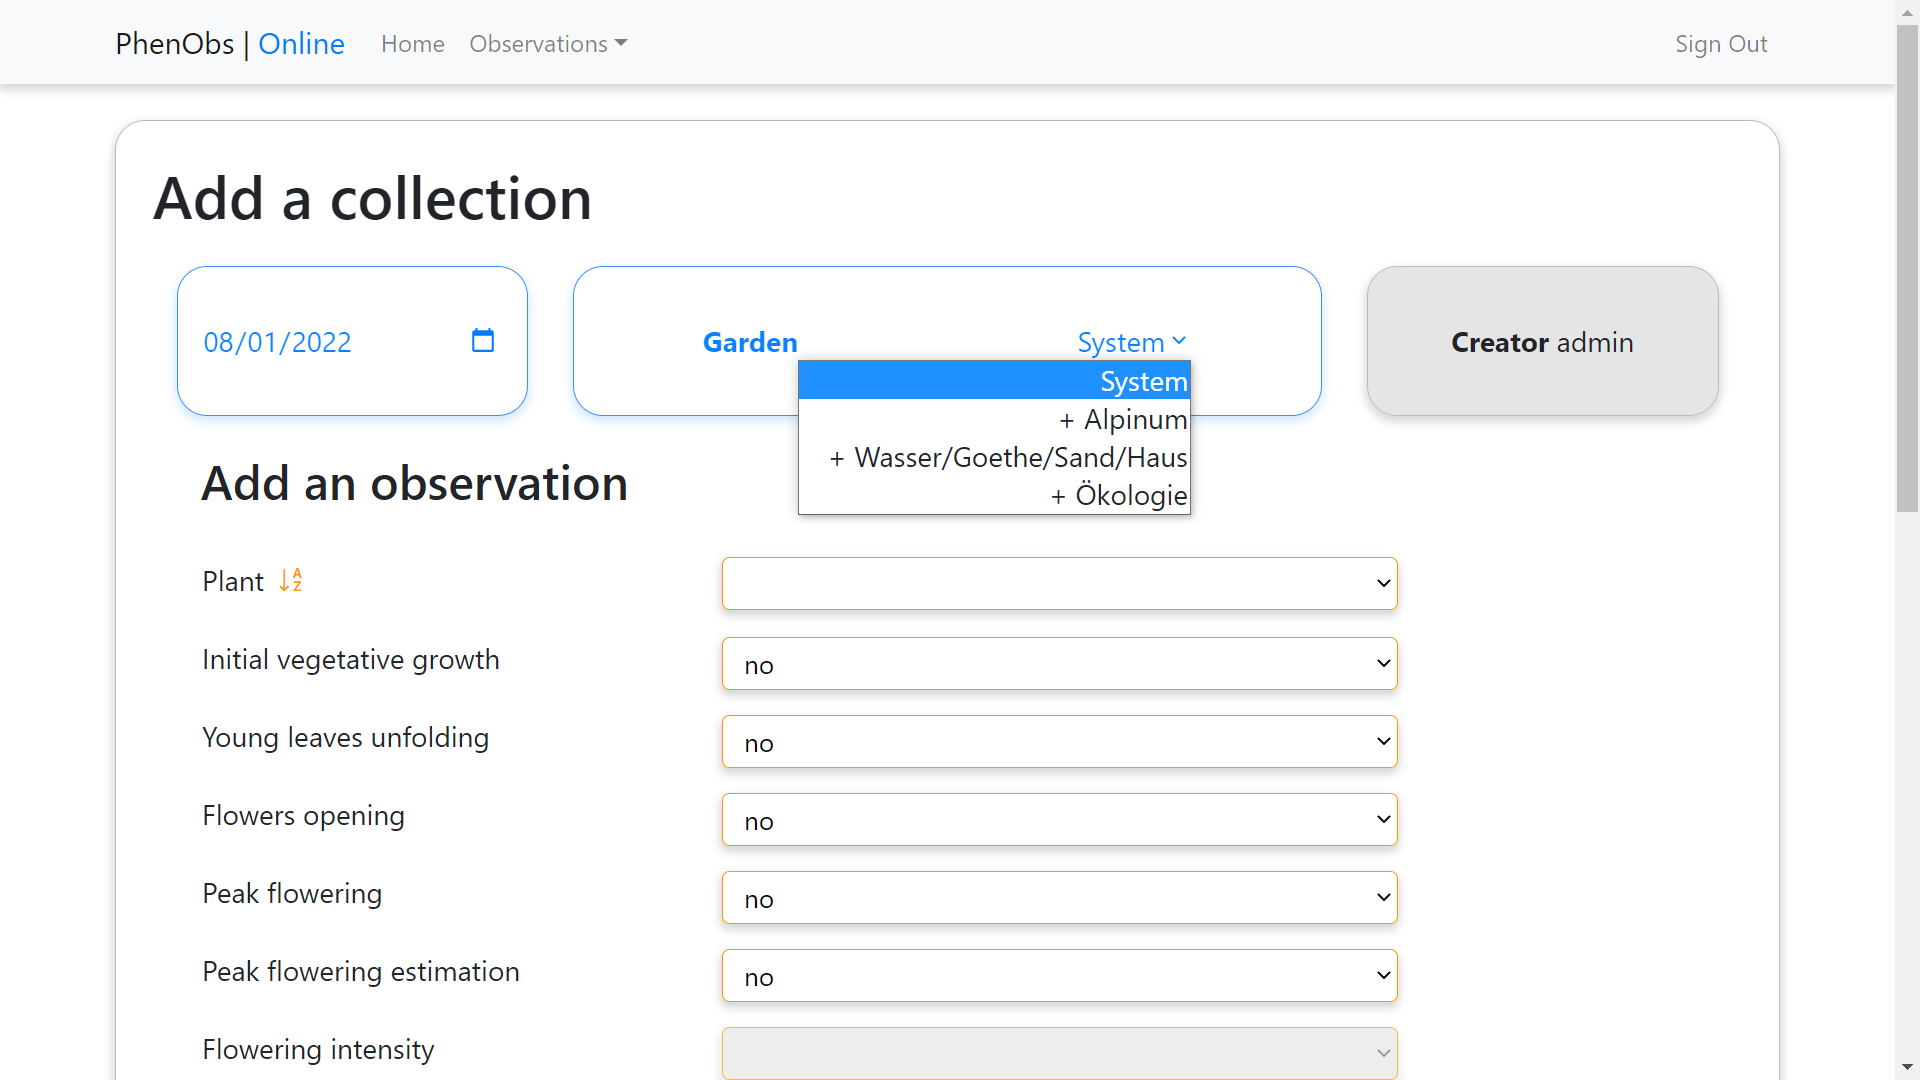 PhenObs | Online Home Observations Sign Out
Add a collection
08/01/2022 Garden System Creator admin
System
+ Alpinum
+ Wasser/Goethe/Sand/Haus
+ Ökologie
Add an observation
Plant
Initial vegetative growth no
Young leaves unfolding no
Flowers opening no
Peak flowering no
Peak flowering estimation no
Flowering intensity